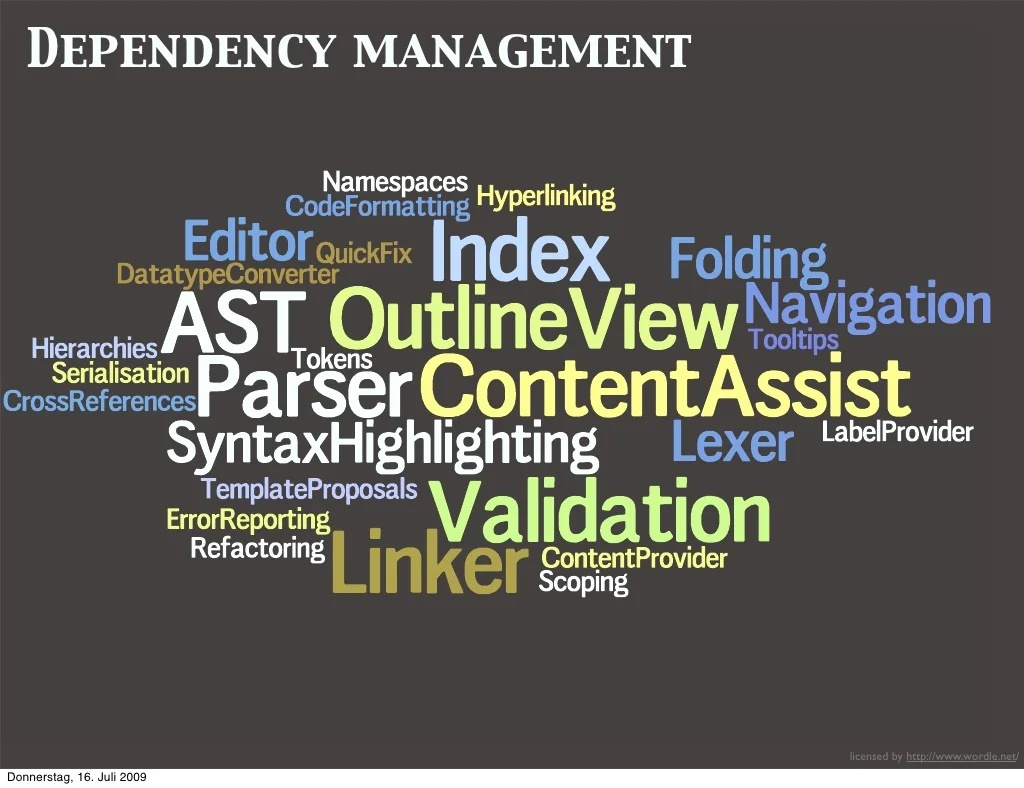 Dependency management
Namespaces
CodeFormatting Hyperlinking
Editor QuickFix Index Folding
DatatypeConverter
AST OutlineView Navigation
Hierarchies Tokens Tooltips
Serialisation Parser ContentAssist
CrossReferences
SyntaxHighlighting Lexer LabelProvider
TemplateProposals Validation
ErrorReporting
Refactoring Linker ContentProvider
Scoping
licensed by http://www.wordle.net/
Donnerstag, 16. Juli 2009